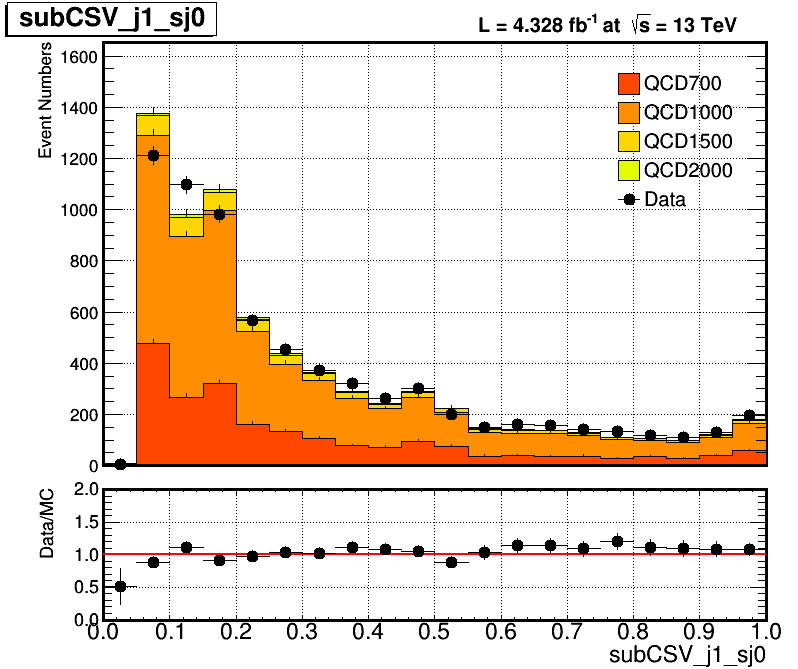 subCSV_j1_sj0
L = 4.328 fb-1 at √s = 13 TeV
Event Numbers
1600
1400
1200
1000
800
600
400
200
0
QCD700
QCD1000
QCD1500
QCD2000
Data
Data/MC
2.0
1.5
1.0
0.5
0.0
0.0 0.1 0.2 0.3 0.4 0.5 0.6 0.7 0.8 0.9 1.0
subCSV_j1_sj0